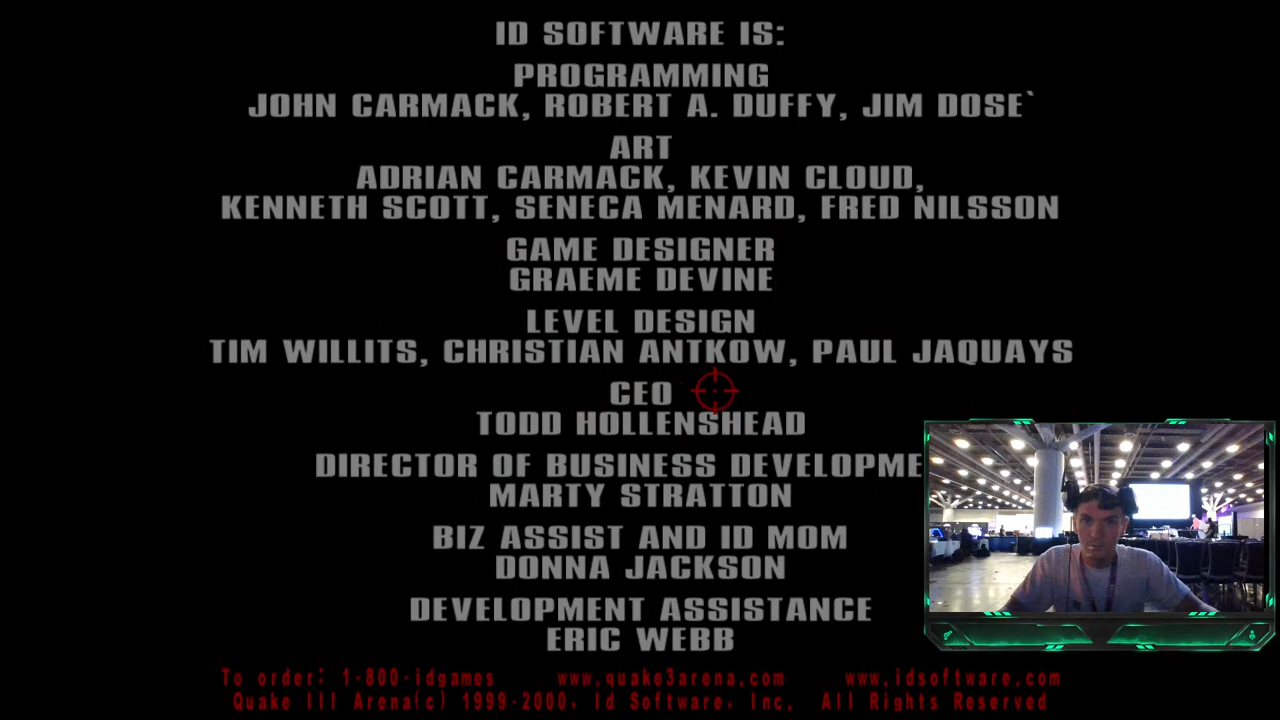 ID SOFTWARE IS:
PROGRAMMING
JOHN CARMACK, ROBERT A. DUFFY, JIM DOSE`
ART
ADRIAN CARMACK, KEVIN CLOUD,
KENNETH SCOTT, SENECA MENARD, FRED NILSSON
GAME DESIGNER
GRAEME DEVINE
LEVEL DESIGN
TIM WILLITS, CHRISTIAN ANTKOW, PAUL JAQUAYS
CEO
TODD HOLLENSHEAD
DIRECTOR OF BUSINESS DEVELOPME
MARTY STRATTON
BIZ ASSIST AND ID MOM
DONNA JACKSON
DEVELOPMENT ASSISTANCE
ERIC WEBB
To order: 1-800-idgames www.quake3arena.com www.idsoftware.com
Quake III Arena(c) 1999-2000, Id Software, Inc. All Rights Reserved